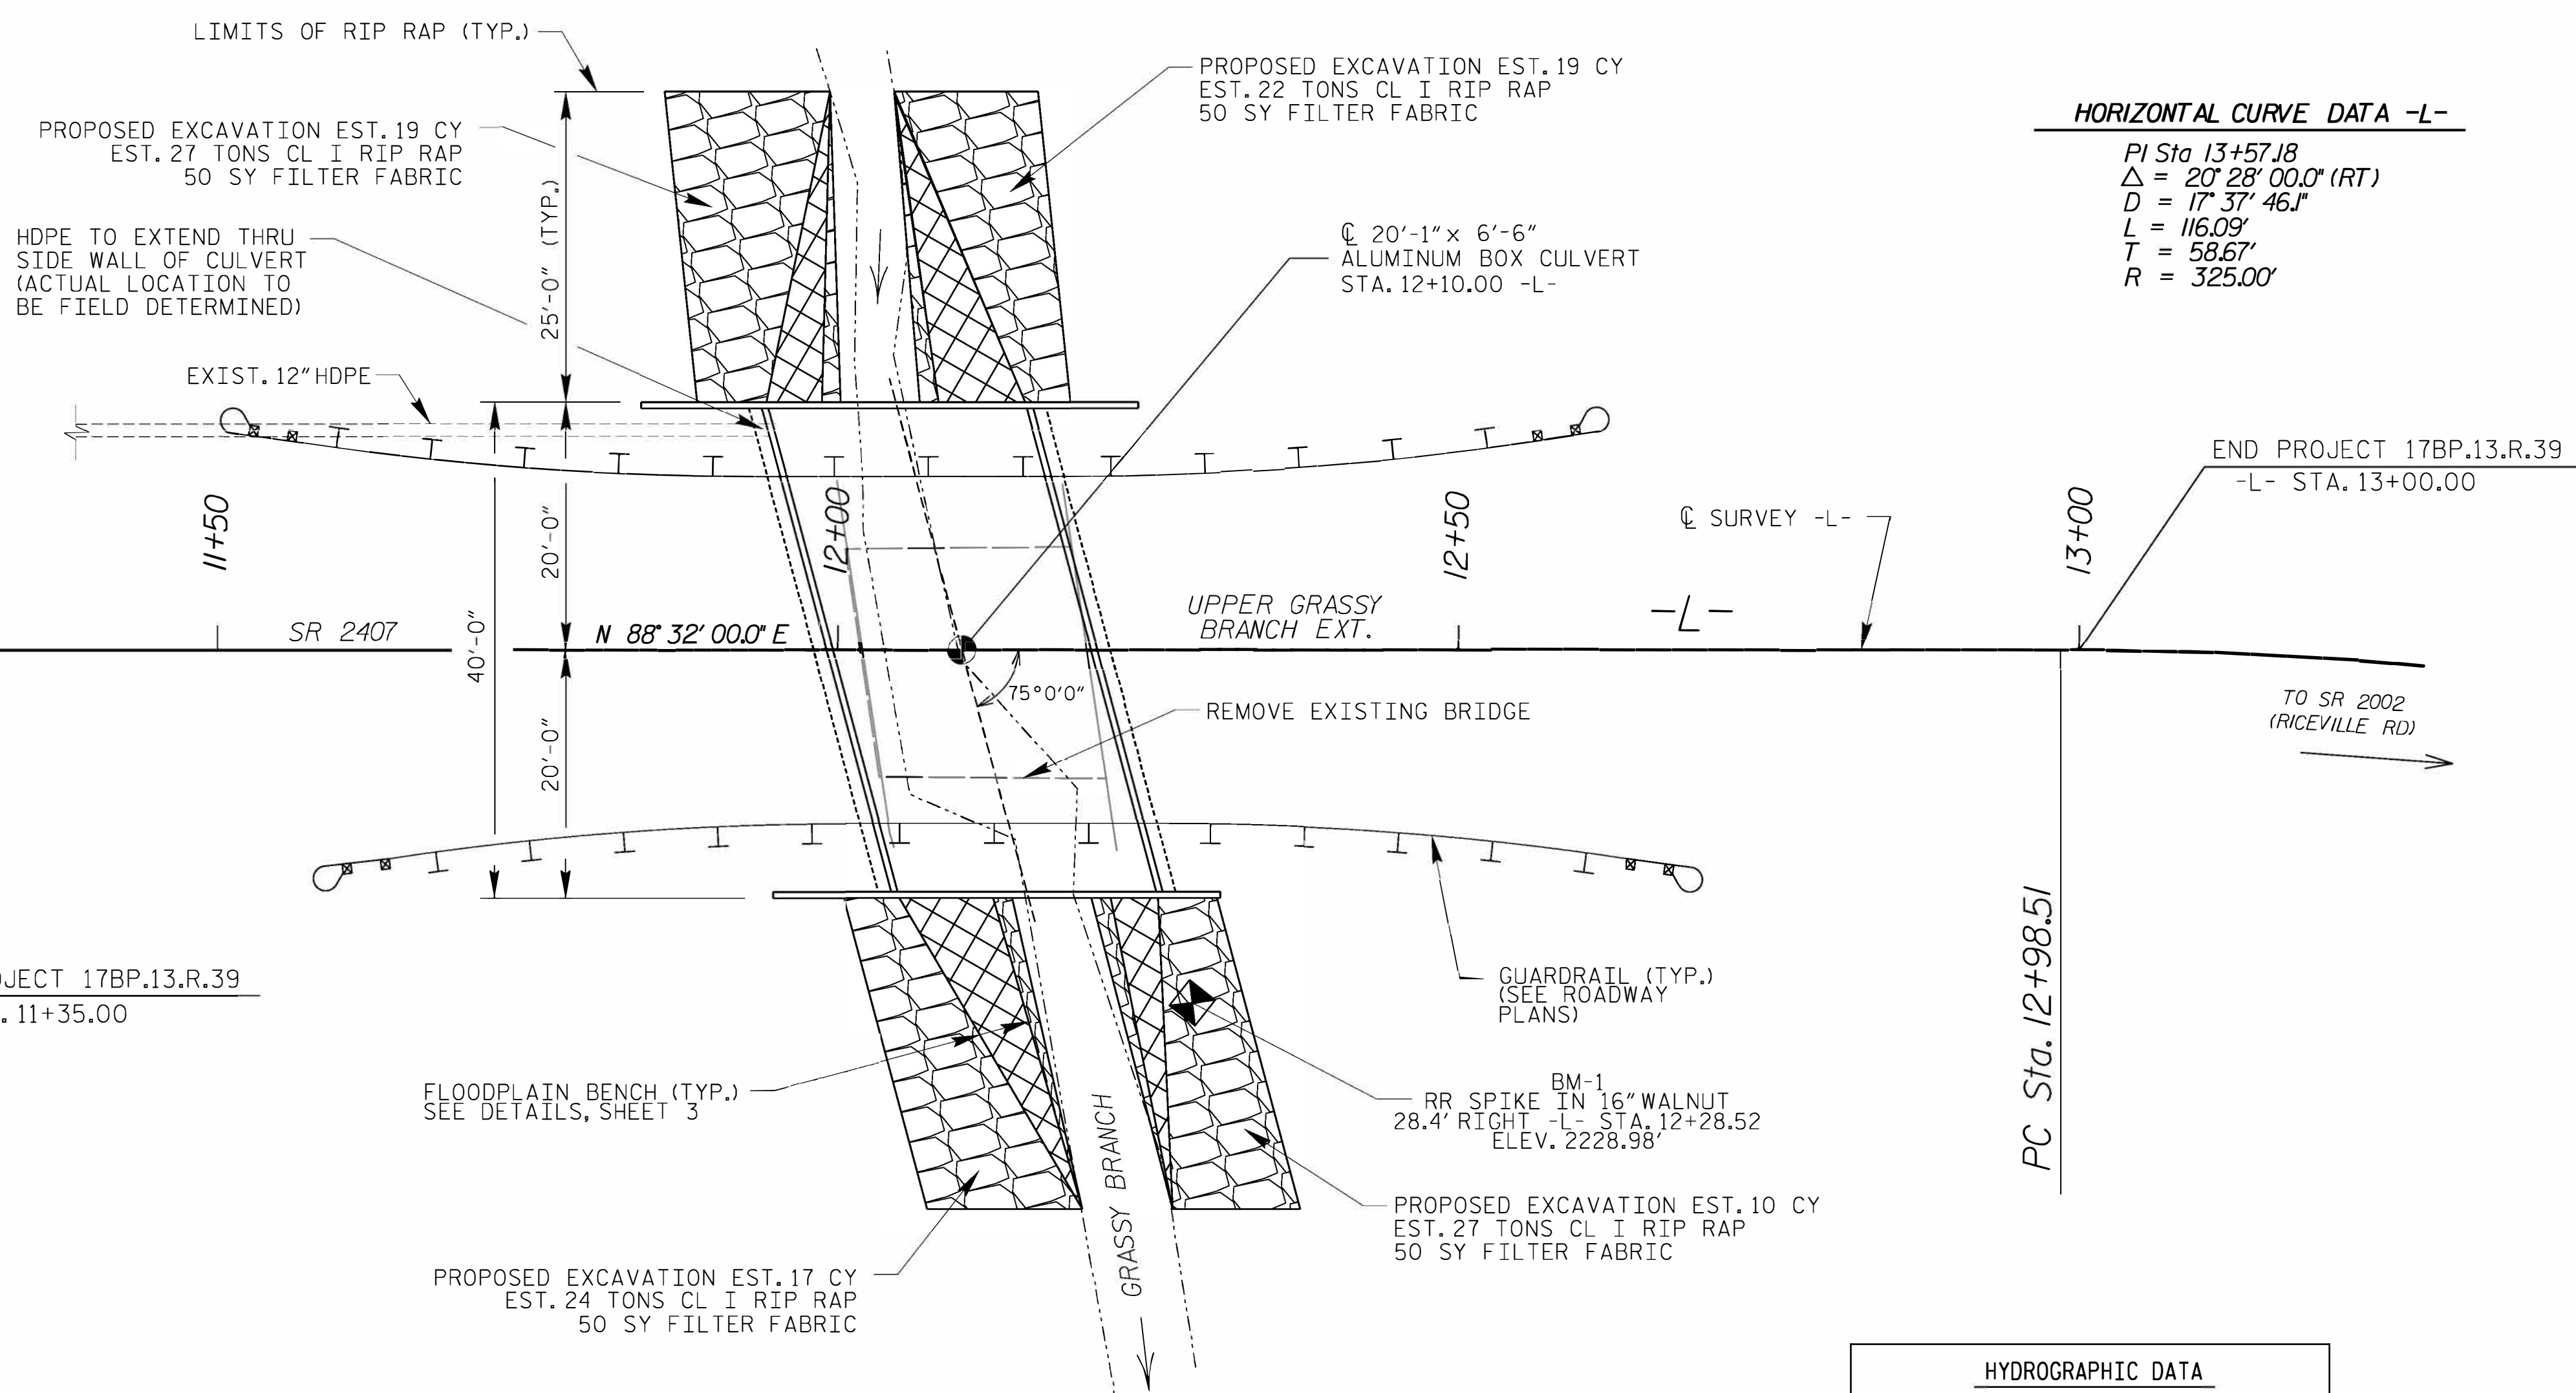 LIMITS OF RIP RAP (TYP.)
PROPOSED EXCAVATION EST. 19 CY
EST. 22 TONS CL I RIP RAP
50 SY FILTER FABRIC
PROPOSED EXCAVATION EST. 19 CY
EST. 27 TONS CL I RIP RAP
50 SY FILTER FABRIC
HORIZONTAL CURVE DATA -L-
PI Sta 13+57.18
△ = 20° 28' 00.0" (RT)
D = 17° 37' 46.1"
L = 116.09'
T = 58.67'
R = 325.00'
HDPE TO EXTEND THRU
SIDE WALL OF CULVERT
(ACTUAL LOCATION TO
BE FIELD DETERMINED)
25'-0" (TYP.)
℄ 20'-1" x 6'-6"
ALUMINUM BOX CULVERT
STA. 12+10.00 -L-
EXIST. 12" HDPE
END PROJECT 17BP.13.R.39
-L- STA. 13+00.00
11+50
20'-0"
12+00
12+50
℄ SURVEY -L-
13+00
40'-0"
SR 2407
N 88° 32' 00.0" E
UPPER GRASSY
BRANCH EXT.
-L-
75°0'0"
REMOVE EXISTING BRIDGE
TO SR 2002
(RICEVILLE RD)
20'-0"
JECT 17BP.13.R.39
. 11+35.00
PC Sta. 12+98.51
GUARDRAIL (TYP.)
(SEE ROADWAY
PLANS)
FLOODPLAIN BENCH (TYP.)
SEE DETAILS, SHEET 3
BM-1
RR SPIKE IN 16" WALNUT
28.4' RIGHT -L- STA. 12+28.52
ELEV. 2228.98'
GRASSY BRANCH
PROPOSED EXCAVATION EST. 10 CY
EST. 27 TONS CL I RIP RAP
50 SY FILTER FABRIC
PROPOSED EXCAVATION EST. 17 CY
EST. 24 TONS CL I RIP RAP
50 SY FILTER FABRIC
HYDROGRAPHIC DATA